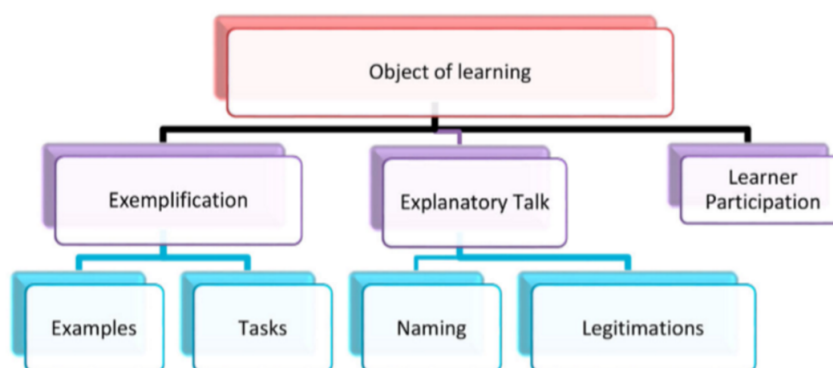 Object of learning
Exemplification
Explanatory Talk
Learner
Participation
Examples
Tasks
Naming
Legitimations